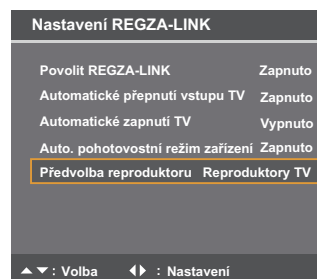 Nastavení REGZA-LINK
Povolit REGZA-LINK Zapnuto
Automatické přepnutí vstupu TV Zapnuto
Automatické zapnutí TV Vypnuto
Auto. pohotovostní režim zařízení Zapnuto
Předvolba reproduktoru Reproduktory TV
▲▼: Volba ◀▶ : Nastavení